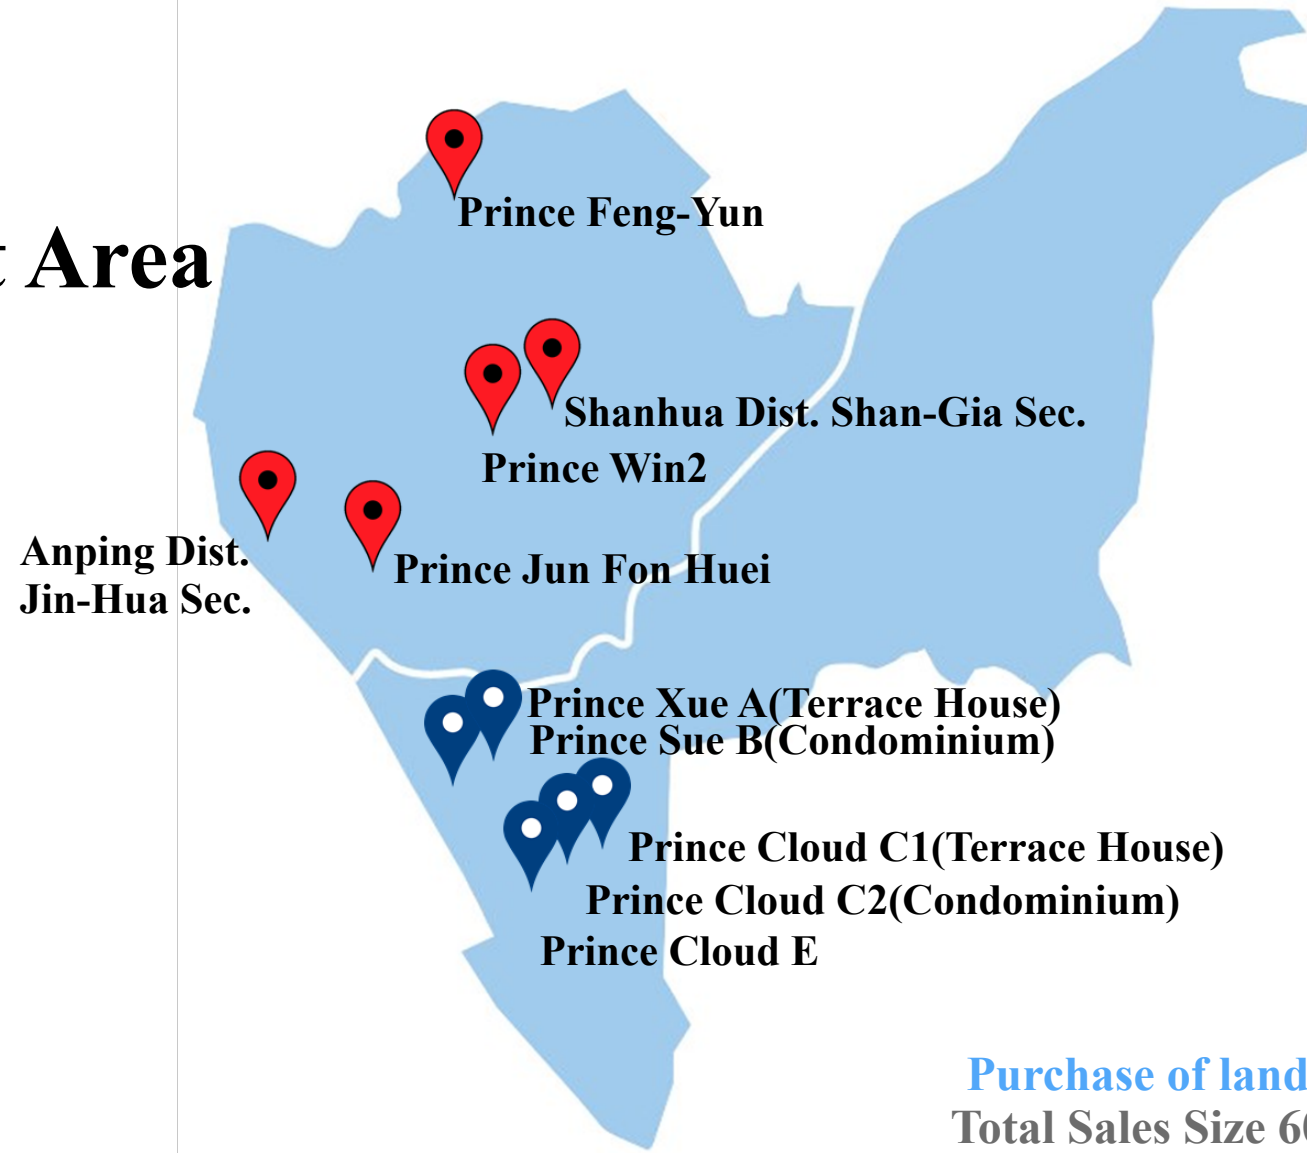 Prince Feng-Yun
Area
Shanhua Dist. Shan-Gia Sec.
Prince Win2
Anping Dist.
Jin-Hua Sec.
Prince Jun Fon Huei
Prince Xue A(Terrace House)
Prince Sue B(Condominium)
Prince Cloud C1(Terrace House)
Prince Cloud C2(Condominium)
Prince Cloud E
Purchase of land
Total Sales Size